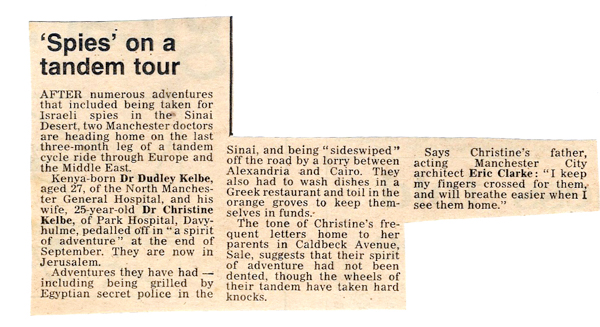 'Spies' on a
tandem tour
AFTER numerous adventures
that included being taken for
Israeli spies in the Sinai
Desert, two Manchester doctors
are heading home on the last
three-month leg of a tandem
cycle ride through Europe and
the Middle East.
Kenya-born Dr Dudley Kelbe,
aged 27, of the North Manches-
ter General Hospital, and his
wife, 25-year-old Dr Christine
Kelbe, of Park Hospital, Davy-
hulme, pedalled off in "a spirit
of adventure" at the end of
September. They are now in
Jerusalem.
Adventures they have had —
including being grilled by
Egyptian secret police in the
Sinai, and being "sideswiped"
off the road by a lorry between
Alexandria and Cairo. They
also had to wash dishes in a
Greek restaurant and toil in the
orange groves to keep them-
selves in funds.
The tone of Christine's fre-
quent letters home to her
parents in Caldbeck Avenue,
Sale, suggests that their spirit
of adventure had not been
dented, though the wheels of
their tandem have taken hard
knocks.
Says Christine's father,
acting Manchester City
architect Eric Clarke: "I keep
my fingers crossed for them,
and will breathe easier when I
see them home."